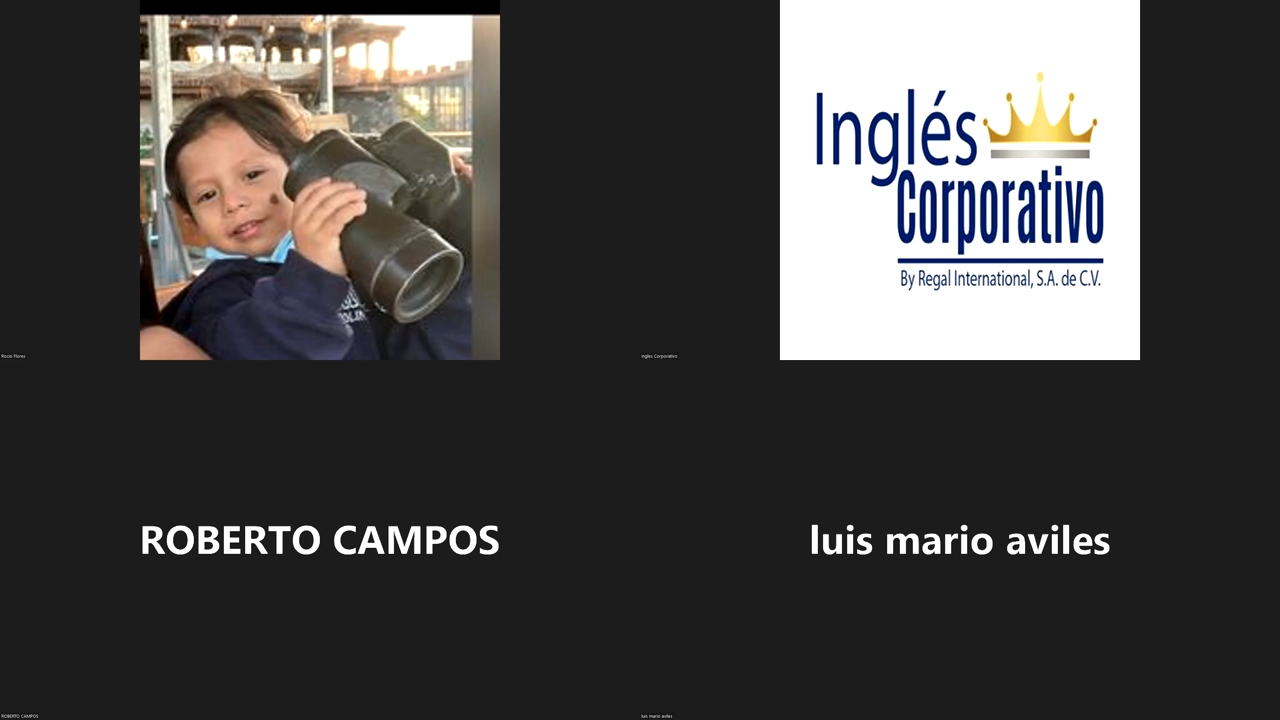 Inglés
Corporativo
By Regal International, S.A. de C.V.
Rocio Flores
Ingles Corporativo
ROBERTO CAMPOS
luis mario aviles
ROBERTO CAMPOS
luis mario aviles